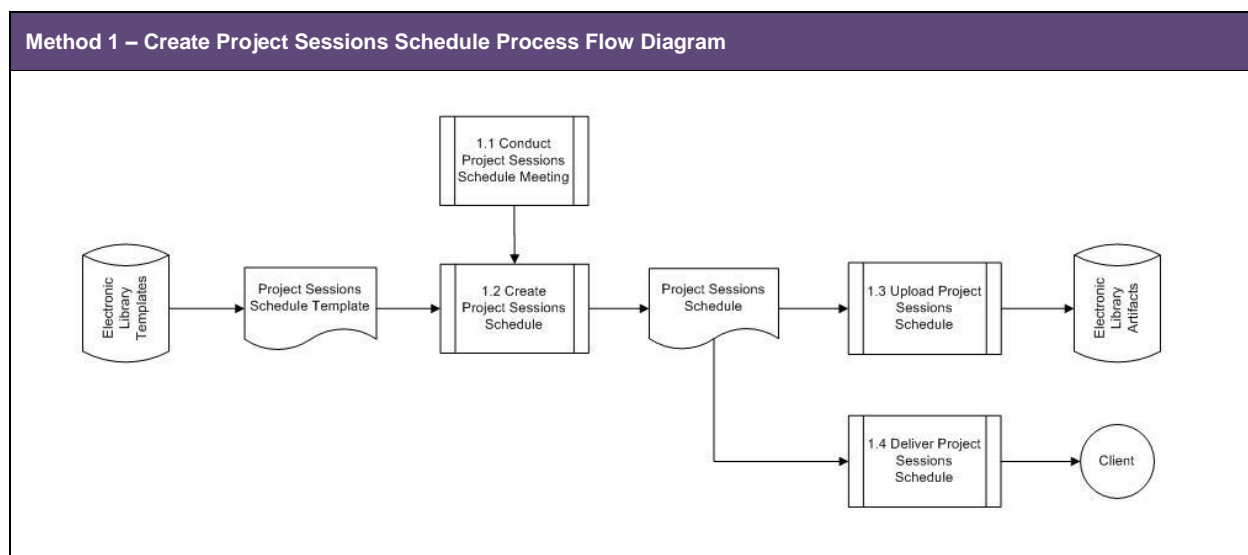 Method 1 – Create Project Sessions Schedule Process Flow Diagram
1.1 Conduct
Project Sessions
Schedule Meeting
Electronic
Library
Templates
Project Sessions
Schedule Template
1.2 Create
Project Sessions
Schedule
Project Sessions
Schedule
1.3 Upload Project
Sessions
Schedule
Electronic
Library
Artifacts
1.4 Deliver Project
Sessions
Schedule
Client